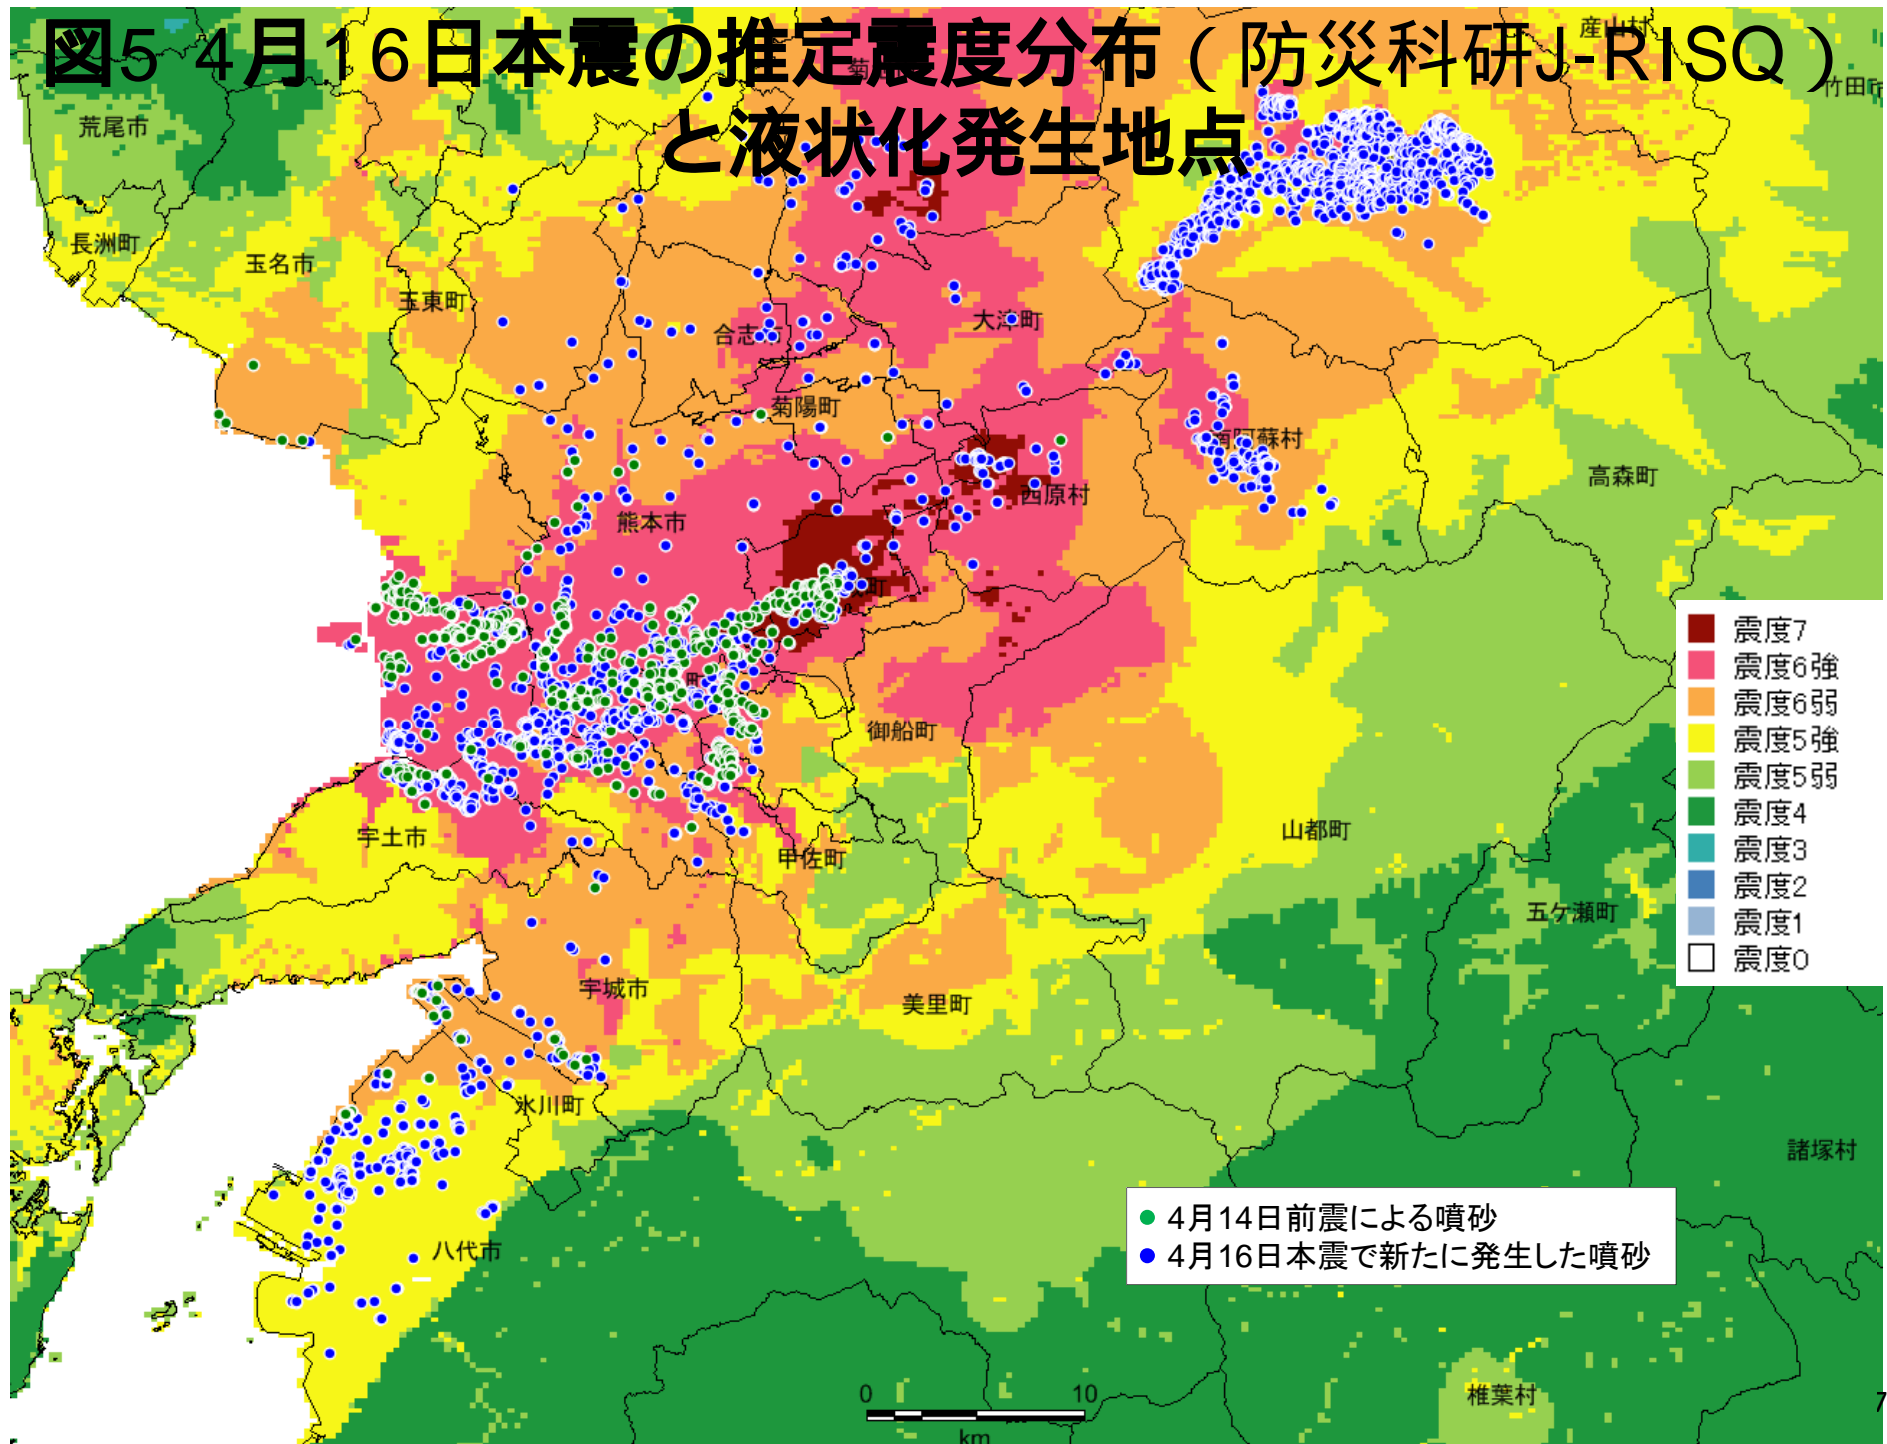 図5 4月16日本震の推定震度分布(防災科研J-RISQ)
と液状化発生地点
産山村
竹田市
荒尾市
長洲町
玉名市
玉東町
合志市
大津町
菊陽町
南阿蘇村
高森町
西原村
熊本市
御船町
宇土市
甲佐町
山都町
五ケ瀬町
宇城市
美里町
氷川町
諸塚村
八代市
椎葉村
震度7
震度6強
震度6弱
震度5強
震度5弱
震度4
震度3
震度2
震度1
震度0
4月14日前震による噴砂
4月16日本震で新たに発生した噴砂
0 10
km
7